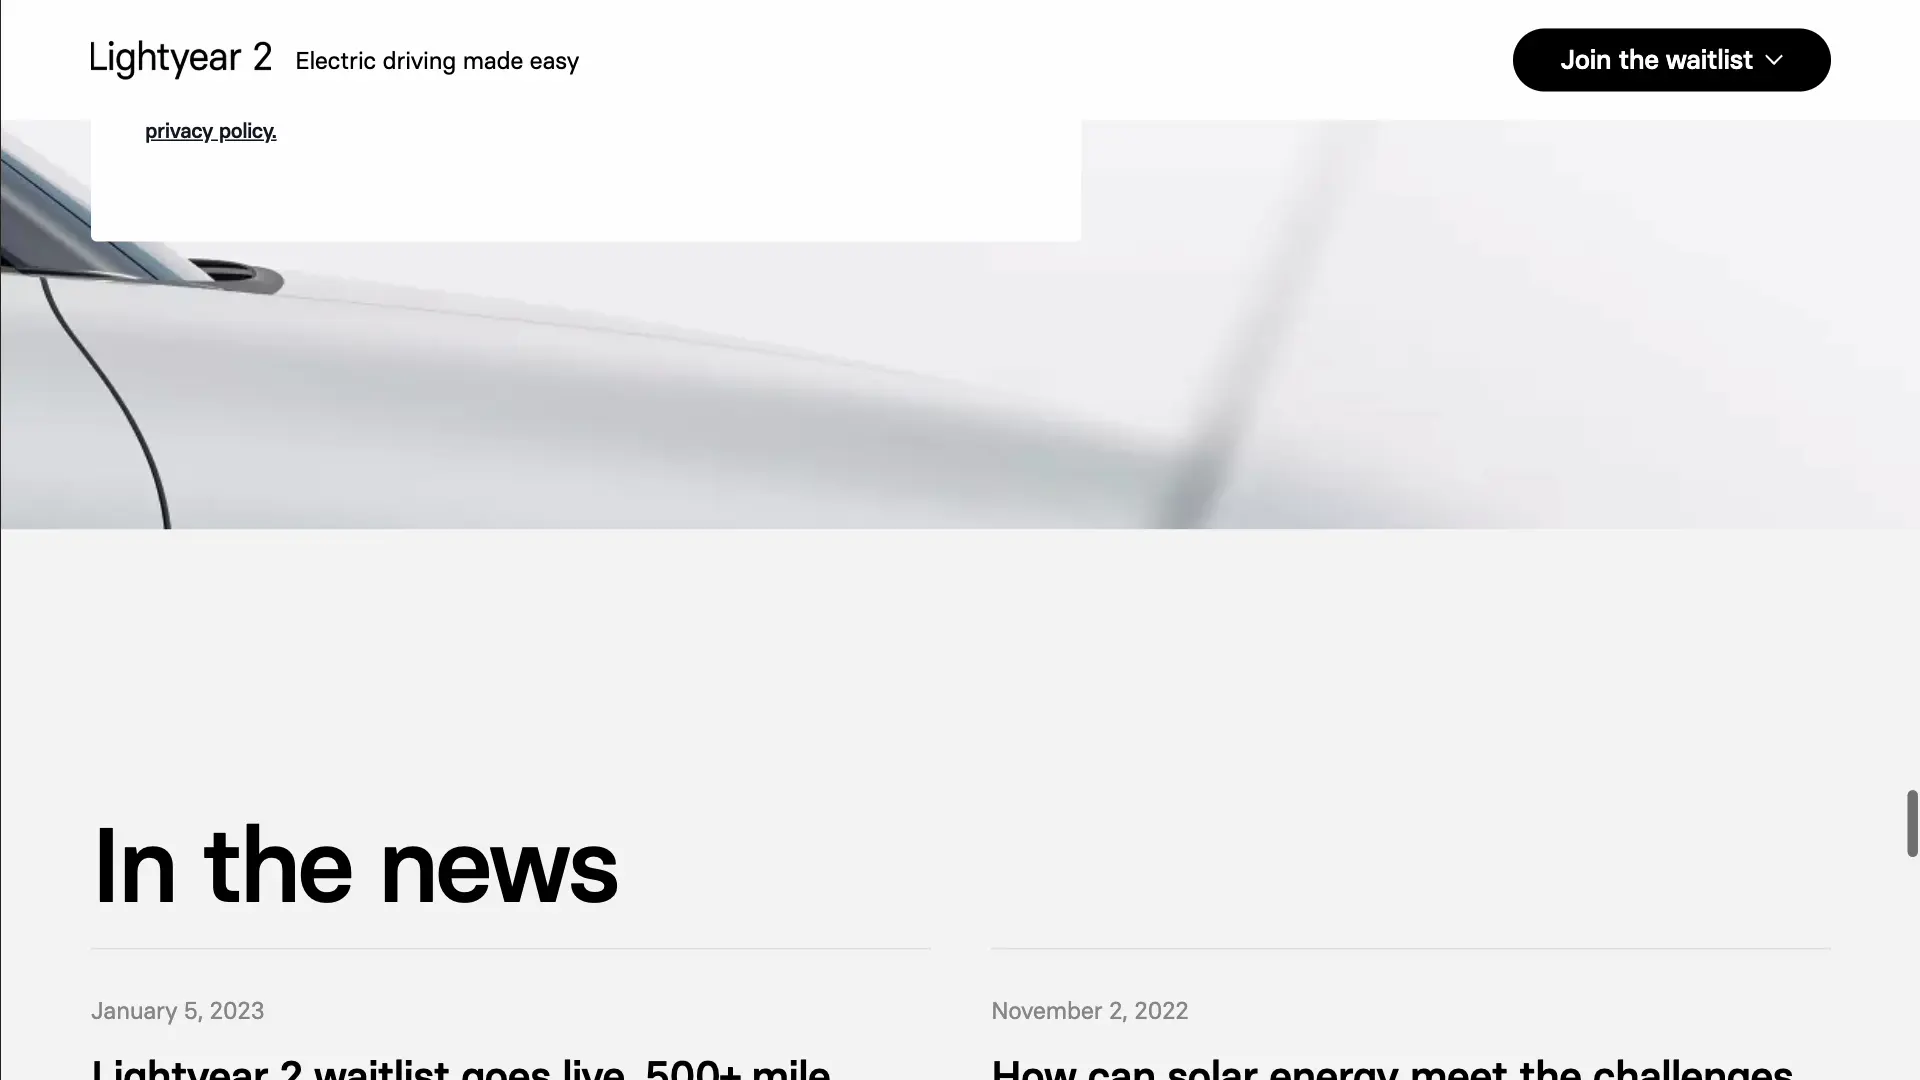 Lightyear 2 Electric driving made easy
Join the waitlist
privacy policy.
In the news
January 5, 2023
Lightyear 2 waitlist goes live, 500+ mile
November 2, 2022
How can solar energy meet the challenges